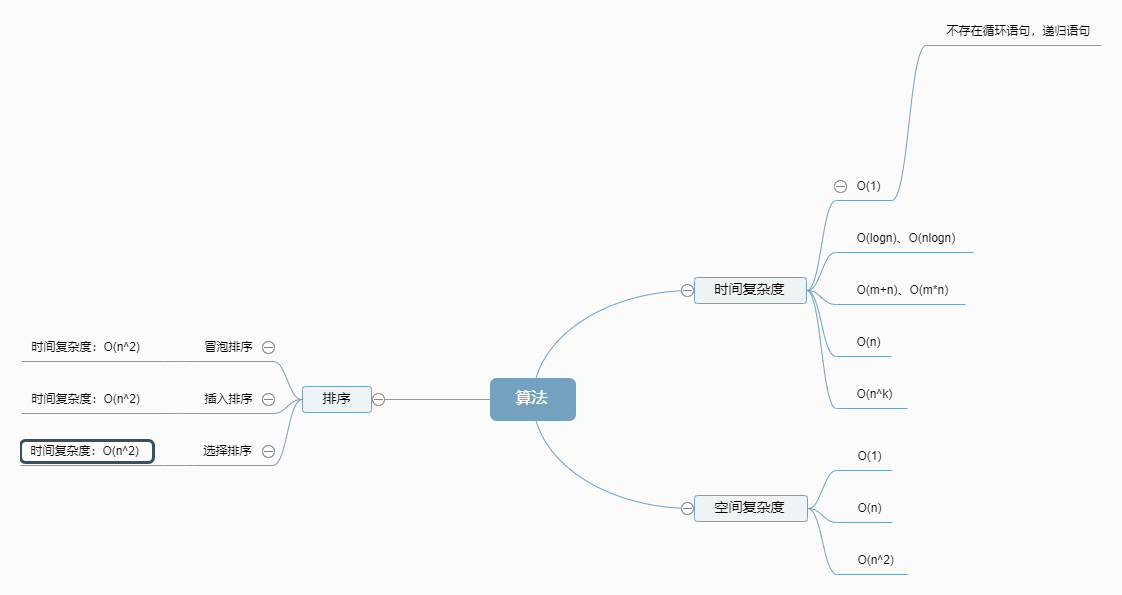 不存在循环语句，递归语句
O(1)
O(logn)、O(nlogn)
时间复杂度
O(m+n)、O(m*n)
O(n)
O(n^k)
算法
排序
冒泡排序
时间复杂度：O(n^2)
插入排序
时间复杂度：O(n^2)
选择排序
时间复杂度：O(n^2)
空间复杂度
O(1)
O(n)
O(n^2)